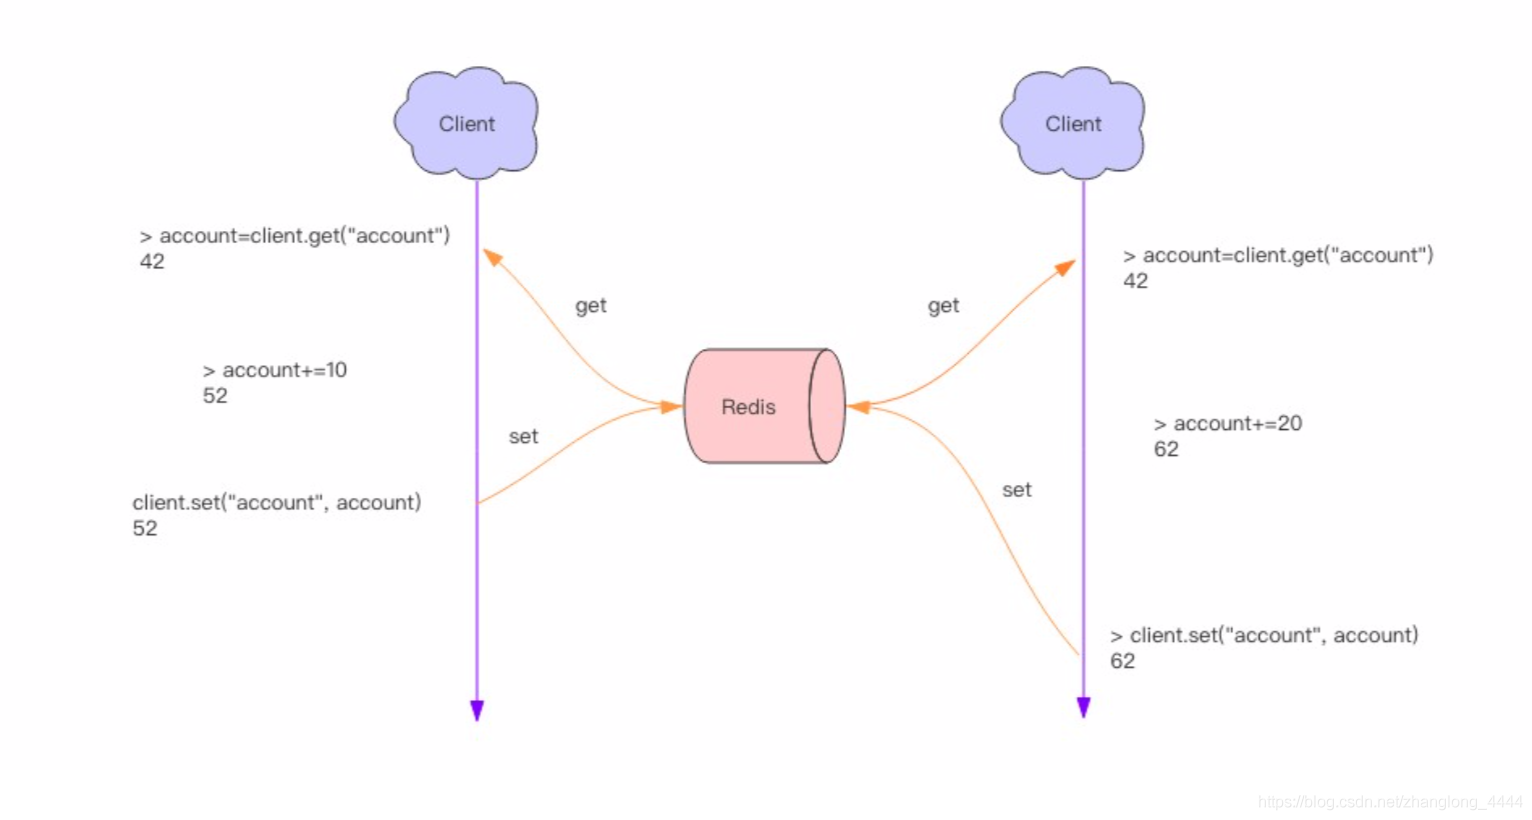 Client
Client
> account=client.get("account")
42
> account=client.get("account")
42
get
get
> account+=10
52
Redis
> account+=20
62
set
set
client.set("account", account)
52
> client.set("account", account)
62
https://blog.csdn.net/zhanglong_4444